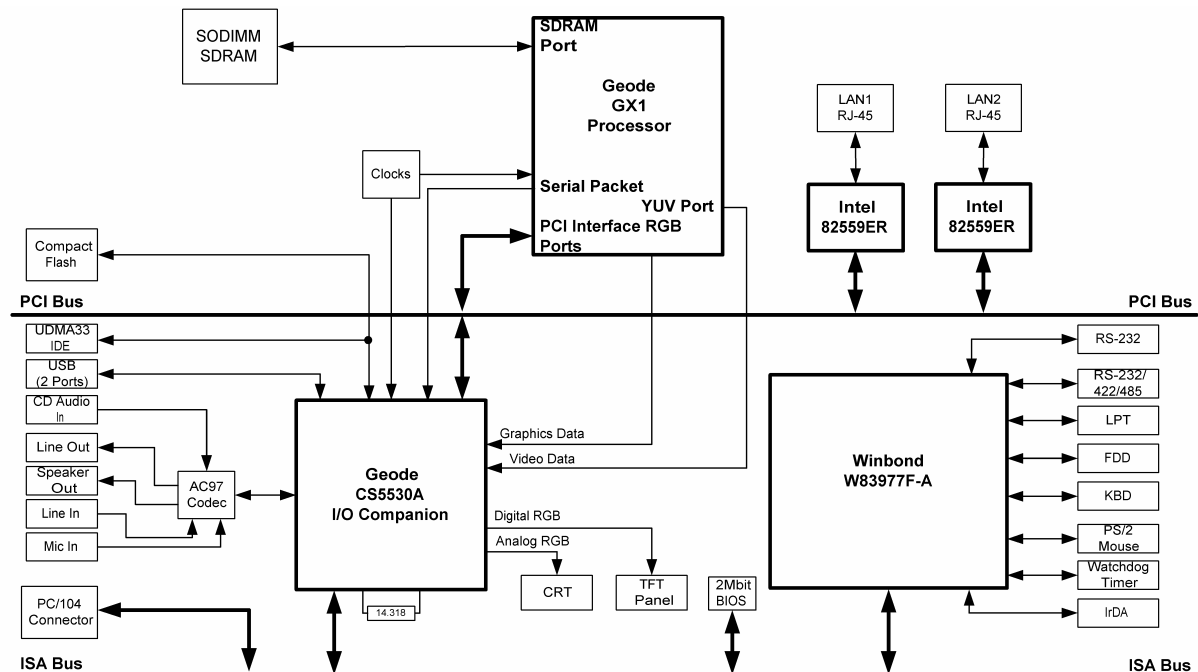 SODIMM
SDRAM
SDRAM
Port
Geode
GX1
Processor
Serial Packet
YUV Port
PCI Interface RGB
Ports
Clocks
LAN1
RJ-45
LAN2
RJ-45
Intel
82559ER
Intel
82559ER
Compact
Flash
PCI Bus
PCI Bus
UDMA33
IDE
USB
(2 Ports)
CD Audio
In
Line Out
Speaker
Out
Line In
Mic In
AC97
Codec
Geode
CS5530A
I/O Companion
Graphics Data
Video Data
Digital RGB
Analog RGB
14.318
CRT
TFT
Panel
2Mbit
BIOS
Winbond
W83977F-A
RS-232
RS-232/
422/485
LPT
FDD
KBD
PS/2
Mouse
Watchdog
Timer
IrDA
PC/104
Connector
ISA Bus
ISA Bus